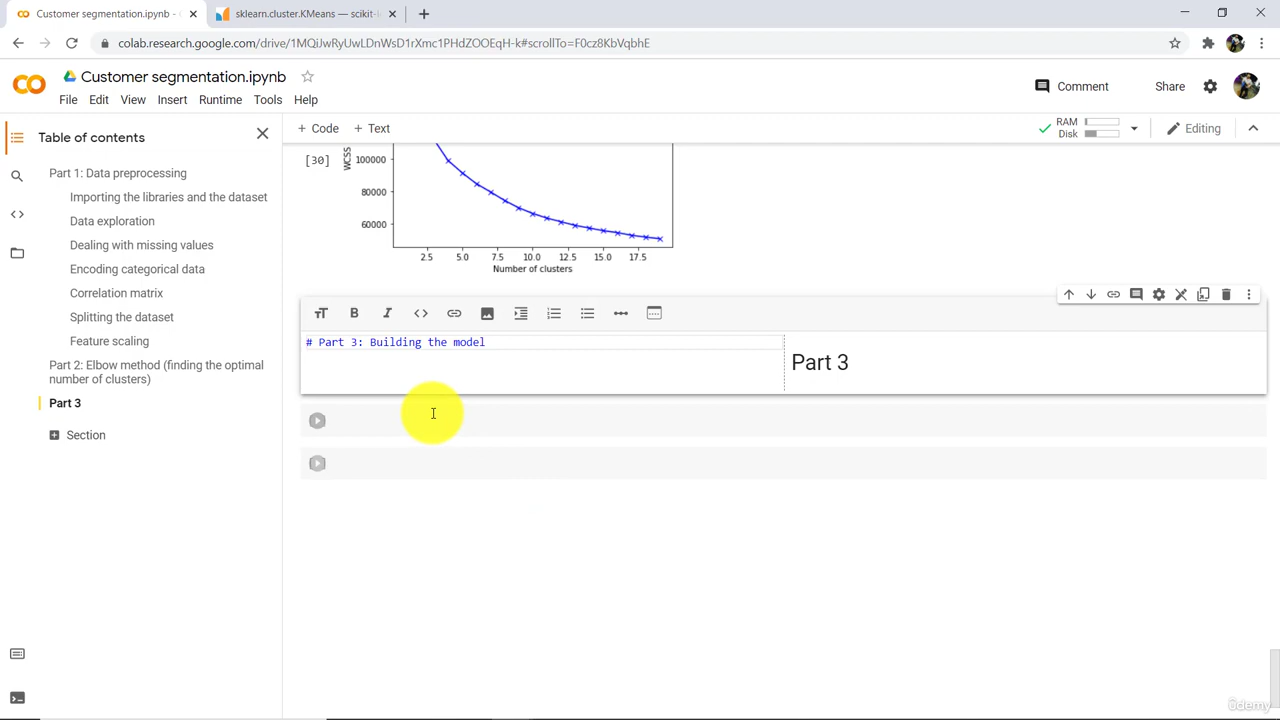 Customer segmentation.ipynb -
sklearn.cluster.KMeans — scikit-l
colab.research.google.com/drive/1MQiJwRyUwLDnWsD1rXmc1PHdZOOEqH-k#scrollTo=F0cz8KbVqbhE
Customer segmentation.ipynb
Comment
Share
File Edit View Insert Runtime Tools Help
Table of contents
+ Code + Text
RAM
Disk
Editing
Part 1: Data preprocessing
Importing the libraries and the dataset
Data exploration
Dealing with missing values
Encoding categorical data
Correlation matrix
Splitting the dataset
Feature scaling
Part 2: Elbow method (finding the optimal
number of clusters)
Part 3
Section
[30]
WCSS
100000
80000
60000
2.5 5.0 7.5 10.0 12.5 15.0 17.5
Number of clusters
# Part 3: Building the model
Part 3
ûdemy